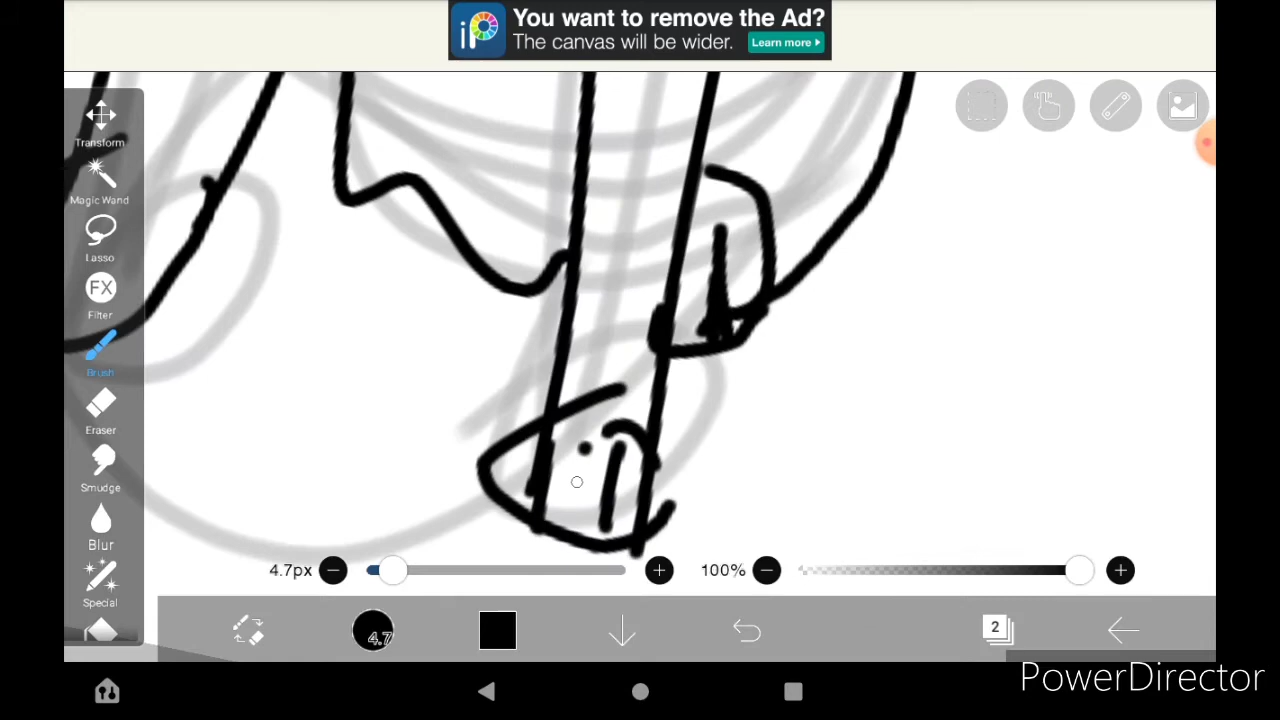 iP
You want to remove the Ad?
The canvas will be wider.
Learn more
Transform
Magic Wand
Lasso
FX
Filter
Brush
Eraser
Smudge
Blur
Special
4.7px
100%
4.7
2
PowerDirector